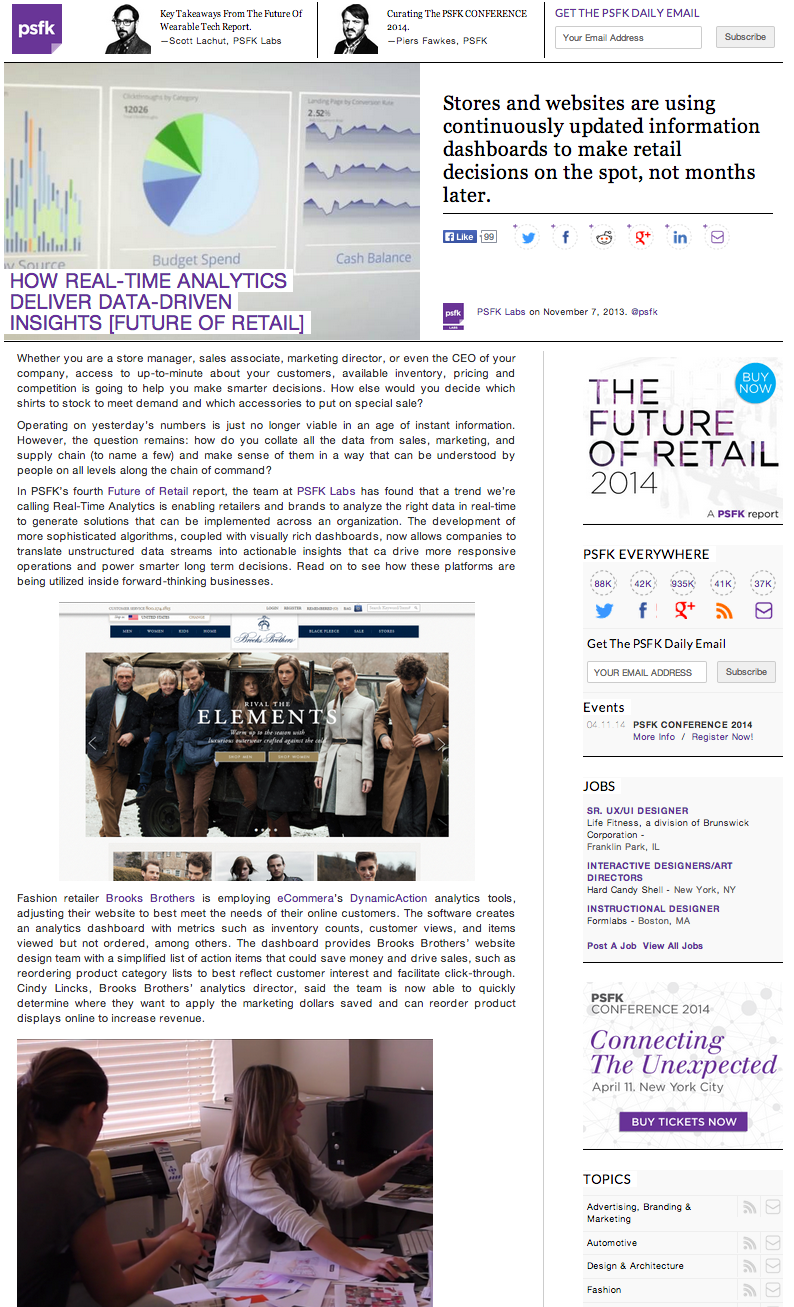 psfk
Key Takeaways From The Future Of
Wearable Tech Report.
—Scott Lachut, PSFK Labs
Curating The PSFK CONFERENCE
2014.
—Piers Fawkes, PSFK
GET THE PSFK DAILY EMAIL
Your Email Address
Subscribe
Clickthroughs by Category
12026
Landing Page by Conversion Rate
2.52%
Budget Spend
Cash Balance
HOW REAL-TIME ANALYTICS
DELIVER DATA-DRIVEN
INSIGHTS [FUTURE OF RETAIL]
Stores and websites are using
continuously updated information
dashboards to make retail
decisions on the spot, not months
later.
Like 99
psfk
LABS
PSFK Labs on November 7, 2013. @psfk
Whether you are a store manager, sales associate, marketing director, or even the CEO of your
company, access to up-to-minute about your customers, available inventory, pricing and
competition is going to help you make smarter decisions. How else would you decide which
shirts to stock to meet demand and which accessories to put on special sale?
Operating on yesterday's numbers is just no longer viable in an age of instant information.
However, the question remains: how do you collate all the data from sales, marketing, and
supply chain (to name a few) and make sense of them in a way that can be understood by
people on all levels along the chain of command?
In PSFK's fourth Future of Retail report, the team at PSFK Labs has found that a trend we're
calling Real-Time Analytics is enabling retailers and brands to analyze the right data in real-time
to generate solutions that can be implemented across an organization. The development of
more sophisticated algorithms, coupled with visually rich dashboards, now allows companies to
translate unstructured data streams into actionable insights that ca drive more responsive
operations and power smarter long term decisions. Read on to see how these platforms are
being utilized inside forward-thinking businesses.
UNITED STATES
CHANGE
LOGIN
REGISTER
MEN
WOMEN
KIDS
HOME
Brooks Brothers
BLACK FLEECE
SALE
STORES
RIVAL THE
ELEMENTS
Warm up to the season with
luxurious outerwear crafted against the cold
SHOP MEN
SHOP WOMEN
Fashion retailer Brooks Brothers is employing eCommera's DynamicAction analytics tools,
adjusting their website to best meet the needs of their online customers. The software creates
an analytics dashboard with metrics such as inventory counts, customer views, and items
viewed but not ordered, among others. The dashboard provides Brooks Brothers' website
design team with a simplified list of action items that could save money and drive sales, such as
reordering product category lists to best reflect customer interest and facilitate click-through.
Cindy Lincks, Brooks Brothers' analytics director, said the team is now able to quickly
determine where they want to apply the marketing dollars saved and can reorder product
displays online to increase revenue.
BUY
NOW
THE
FUTURE
OF RETAIL
2014
A PSFK report
PSFK EVERYWHERE
88K
42K
935K
41K
37K
Get The PSFK Daily Email
YOUR EMAIL ADDRESS
Subscribe
Events
04.11.14 PSFK CONFERENCE 2014
More Info / Register Now!
JOBS
SR. UX/UI DESIGNER
Life Fitness, a division of Brunswick
Corporation -
Franklin Park, IL
INTERACTIVE DESIGNERS/ART
DIRECTORS
Hard Candy Shell - New York, NY
INSTRUCTIONAL DESIGNER
Formlabs - Boston, MA
Post A Job View All Jobs
PSFK
CONFERENCE 2014
Connecting
The Unexpected
April 11. New York City
BUY TICKETS NOW
TOPICS
Advertising, Branding &
Marketing
Automotive
Design & Architecture
Fashion